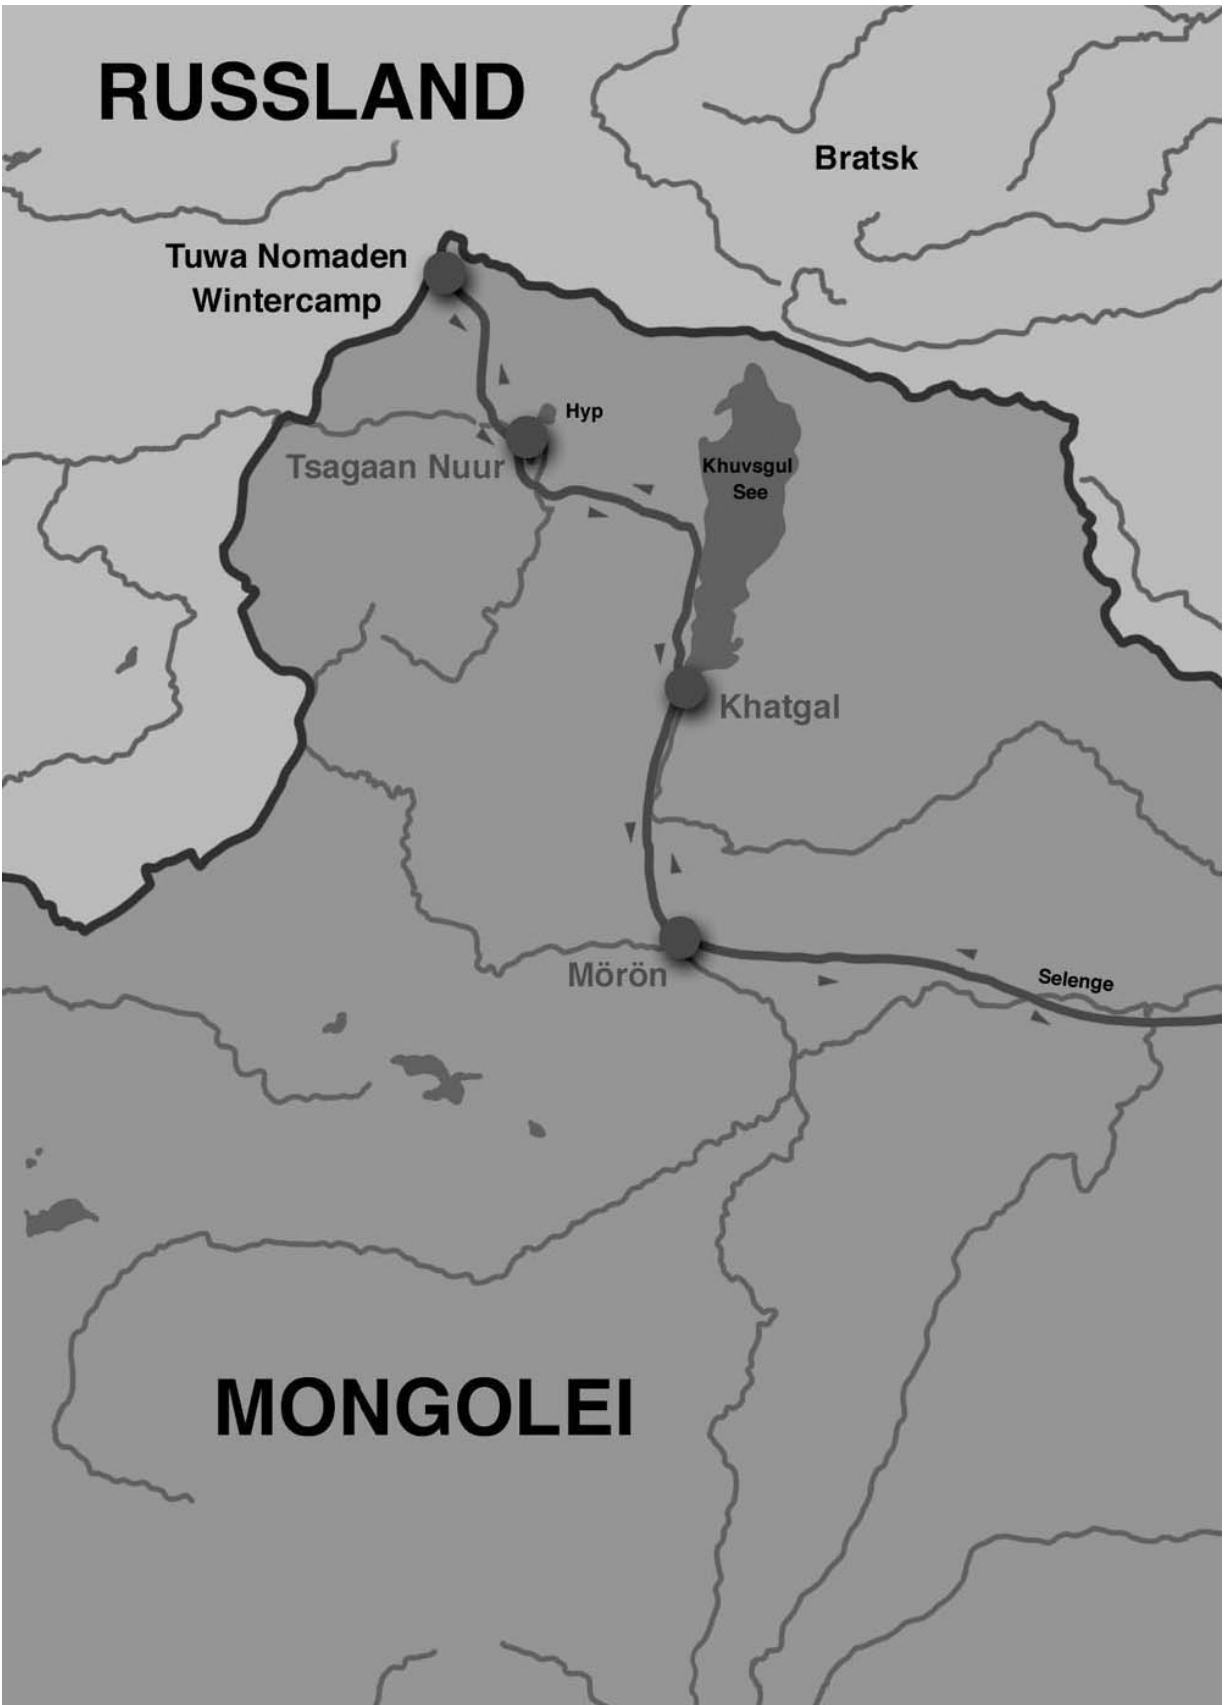 RUSSLAND
Bratsk
Tuwa Nomaden
Wintercamp
Hyp
Tsagaan Nuur
Khuvsgul
See
Khatgal
Mörön
Selenge
MONGOLEI